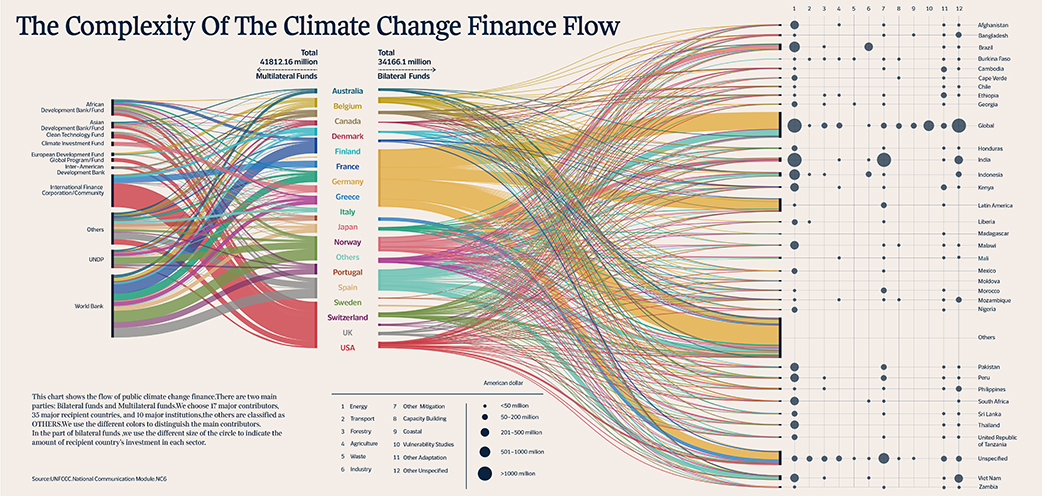 The Complexity Of The Climate Change Finance Flow
Total
41812.16 million
Multilateral Funds
Total
34166.1 million
Bilateral Funds
African
Development Bank/Fund
Asian
Development Bank/Fund
Clean Technology Fund
Climate Investment Fund
European Development Fund
Global Program/Fund
Inter-American
Development Bank
International Finance
Corporation/Community
Others
UNDP
World Bank
Australia
Belgium
Canada
Denmark
Finland
France
Germany
Greece
Italy
Japan
Norway
Others
Portugal
Spain
Sweden
Switzerland
UK
USA
1 2 3 4 5 6 7 8 9 10 11 12
Afghanistan
Bangladesh
Brazil
Burkina Faso
Cambodia
Cape Verde
Chile
Ethiopia
Georgia
Global
Honduras
India
Indonesia
Kenya
Latin America
Liberia
Madagascar
Malawi
Mali
Mexico
Moldova
Morocco
Mozambique
Nigeria
Others
Pakistan
Peru
Philippines
South Africa
Sri Lanka
Thailand
United Republic
of Tanzania
Unspecified
Viet Nam
Zambia
This chart shows the flow of public climate change finance.There are two main
parties: Bilateral funds and Multilateral funds.We choose 17 major contributors,
35 major recipient countries, and 10 major institutions,the others are classified as
OTHERS.We use the different colors to distinguish the main contributors.
In the part of bilateral funds ,we use the different size of the circle to indicate the
amount of recipient country's investment in each sector.
Source:UNFCCC.National Communication Module.NC6
1 Energy
2 Transport
3 Forestry
4 Agriculture
5 Waste
6 Industry
7 Other Mitigation
8 Capacity Building
9 Coastal
10 Vulnerability Studies
11 Other Adaptation
12 Other Unspecified
American dollar
<50 million
50–200 million
201–500 million
501–1000 milion
>1000 milion